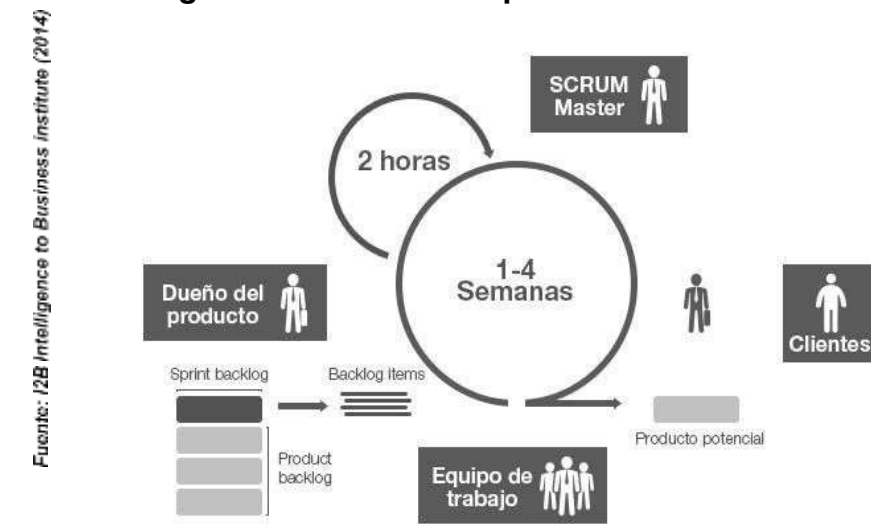 Fuente: I2B Intelligence to Business institute (2014)
SCRUM
Master
2 horas
1-4
Semanas
Dueño del
producto
Clientes
Sprint backlog
Backlog items
Product
backlog
Producto potencial
Equipo de
trabajo